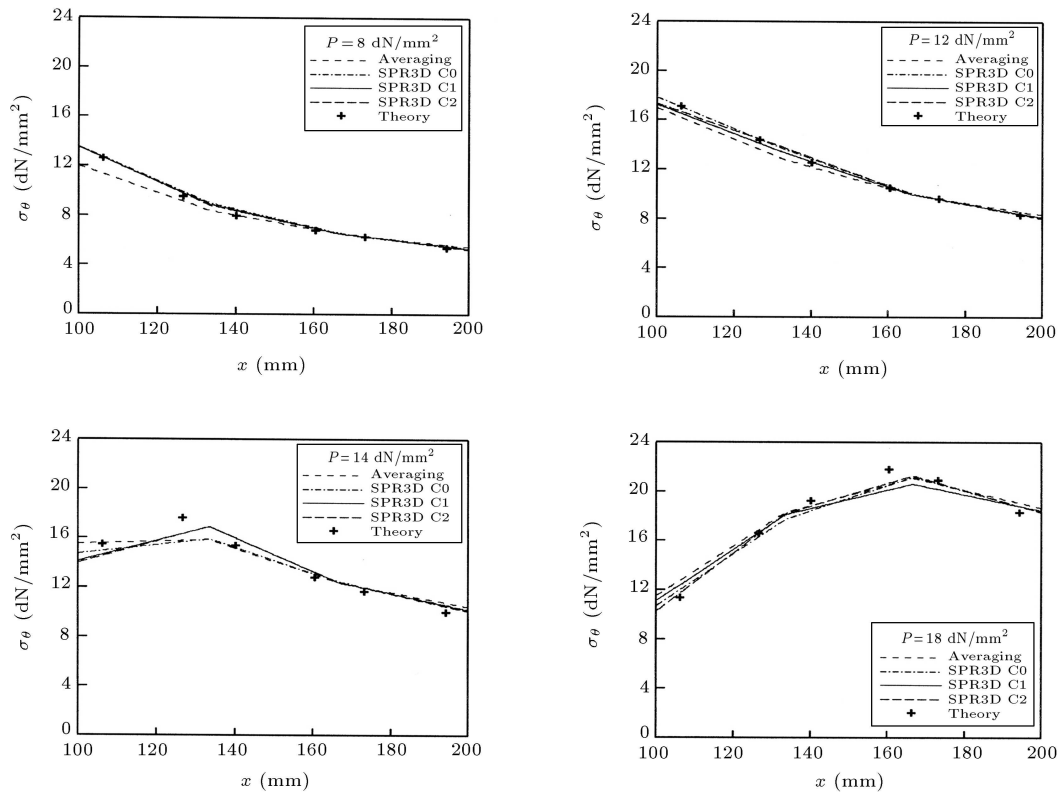 24
20
16
12
8
4
0
σθ (dN/mm²)
P = 8 dN/mm²
Averaging
SPR3D C0
SPR3D C1
SPR3D C2
Theory
100 120 140 160 180 200
x (mm)
24
20
16
12
8
4
0
σθ (dN/mm²)
P = 12 dN/mm²
Averaging
SPR3D C0
SPR3D C1
SPR3D C2
Theory
100 120 140 160 180 200
x (mm)
24
20
16
12
8
4
0
σθ (dN/mm²)
P = 14 dN/mm²
Averaging
SPR3D C0
SPR3D C1
SPR3D C2
Theory
100 120 140 160 180 200
x (mm)
24
20
16
12
8
4
0
σθ (dN/mm²)
P = 18 dN/mm²
Averaging
SPR3D C0
SPR3D C1
SPR3D C2
Theory
100 120 140 160 180 200
x (mm)